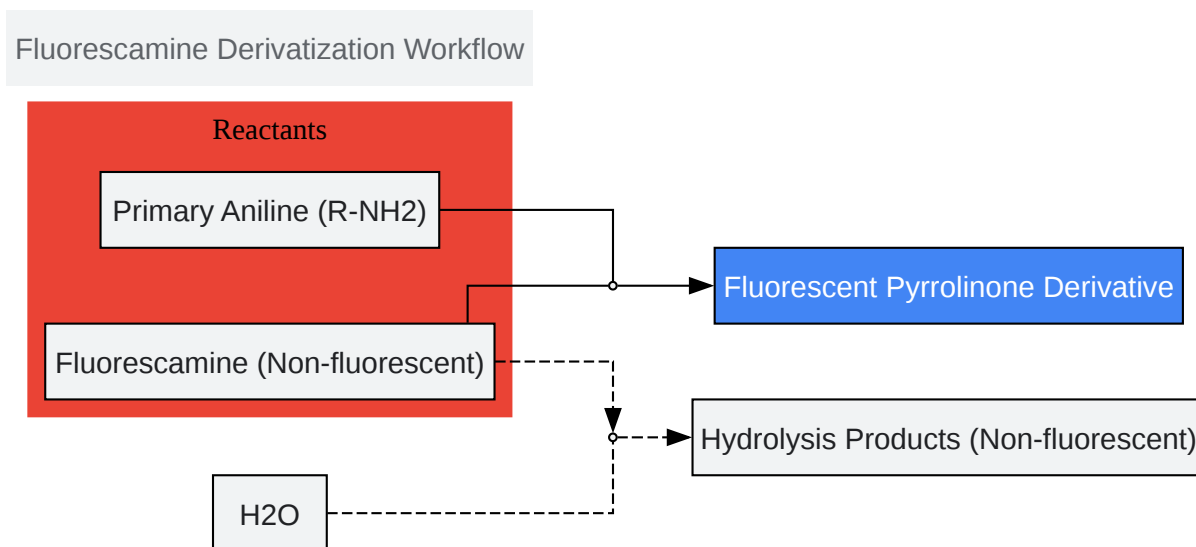 Fluorescamine Derivatization Workflow
Reactants
Primary Aniline (R-NH2)
Fluorescent Pyrrolinone Derivative
Fluorescamine (Non-fluorescent)
Hydrolysis Products (Non-fluorescent)
H2O